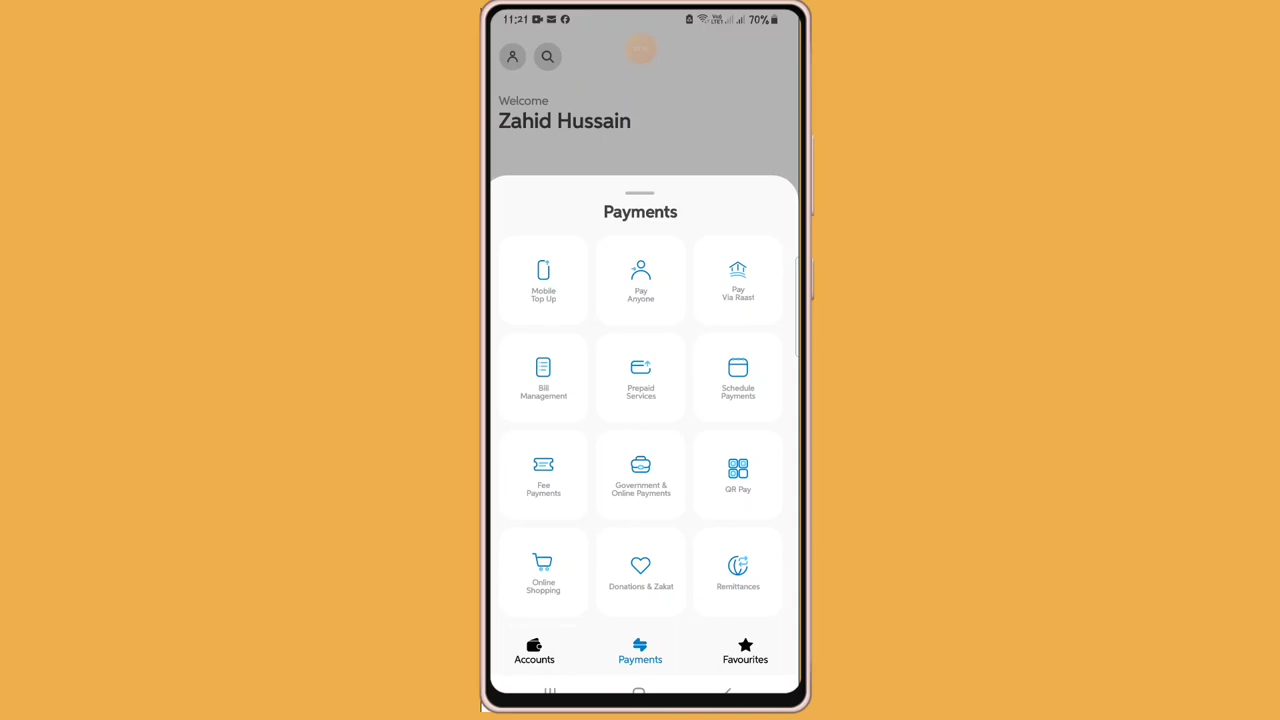 11:21 70%
Welcome
Zahid Hussain
Payments
Mobile
Top Up
Pay
Anyone
Pay
Via Raast
Bill
Management
Prepaid
Services
Schedule
Payments
Fee
Payments
Government &
Online Payments
QR Pay
Online
Shopping
Donations & Zakat
Remittances
Accounts Payments Favourites